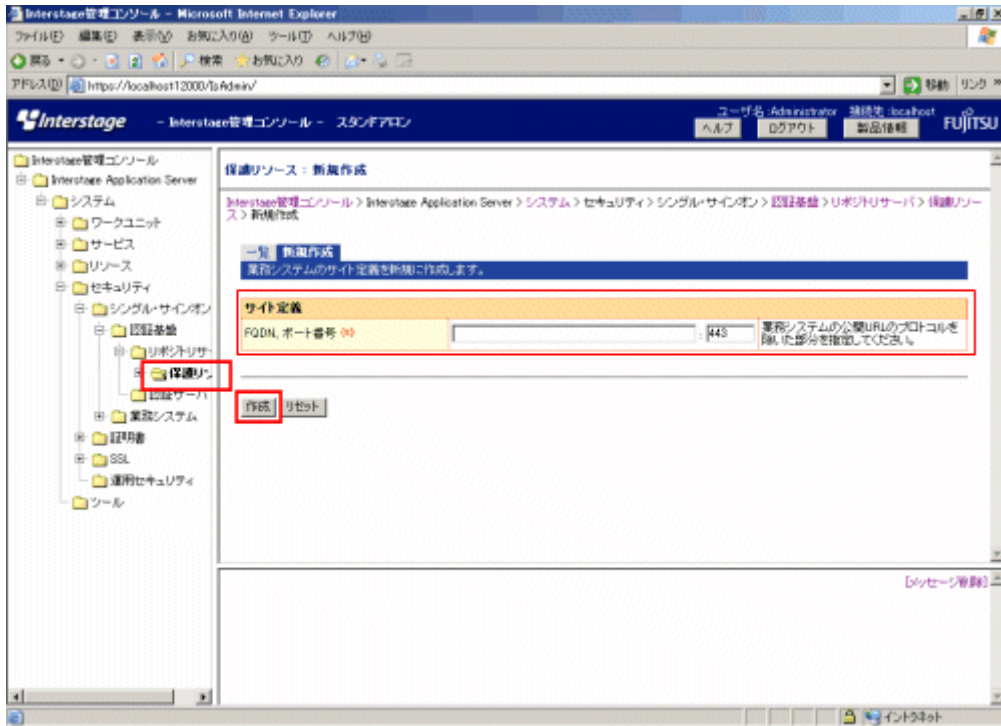 Interstage管理コンソール - Microsoft Internet Explorer
ファイル(F) 編集(E) 表示(V) お気に入り(A) ツール(T) ヘルプ(H)
戻る 検索 お気に入り
アドレス(D) https://localhost:12000/IsAdmin/ 移動 リンク »
Interstage - Interstage管理コンソール - スタンドアロン
ユーザ名:Administrator 接続先:localhost
ヘルプ ログアウト 製品情報 FUJITSU
Interstage管理コンソール
Interstage Application Server
システム
ワークユニット
サービス
リソース
セキュリティ
シングル・サインオン
認証基盤
リポジトリサー
保護リソ
認証サーバ
業務システム
証明書
SSL
運用セキュリティ
ツール
保護リソース : 新規作成
Interstage管理コンソール > Interstage Application Server > システム > セキュリティ > シングル・サインオン > 認証基盤 > リポジトリサーバ > 保護リソー
ス > 新規作成
一覧 新規作成
業務システムのサイト定義を新規に作成します。
サイト定義
FQDN, ポート番号 (※) : 443 業務システムの公開URLのプロトコルを
除いた部分を指定してください。
作成 リセット
[メッセージ削除]
イントラネット